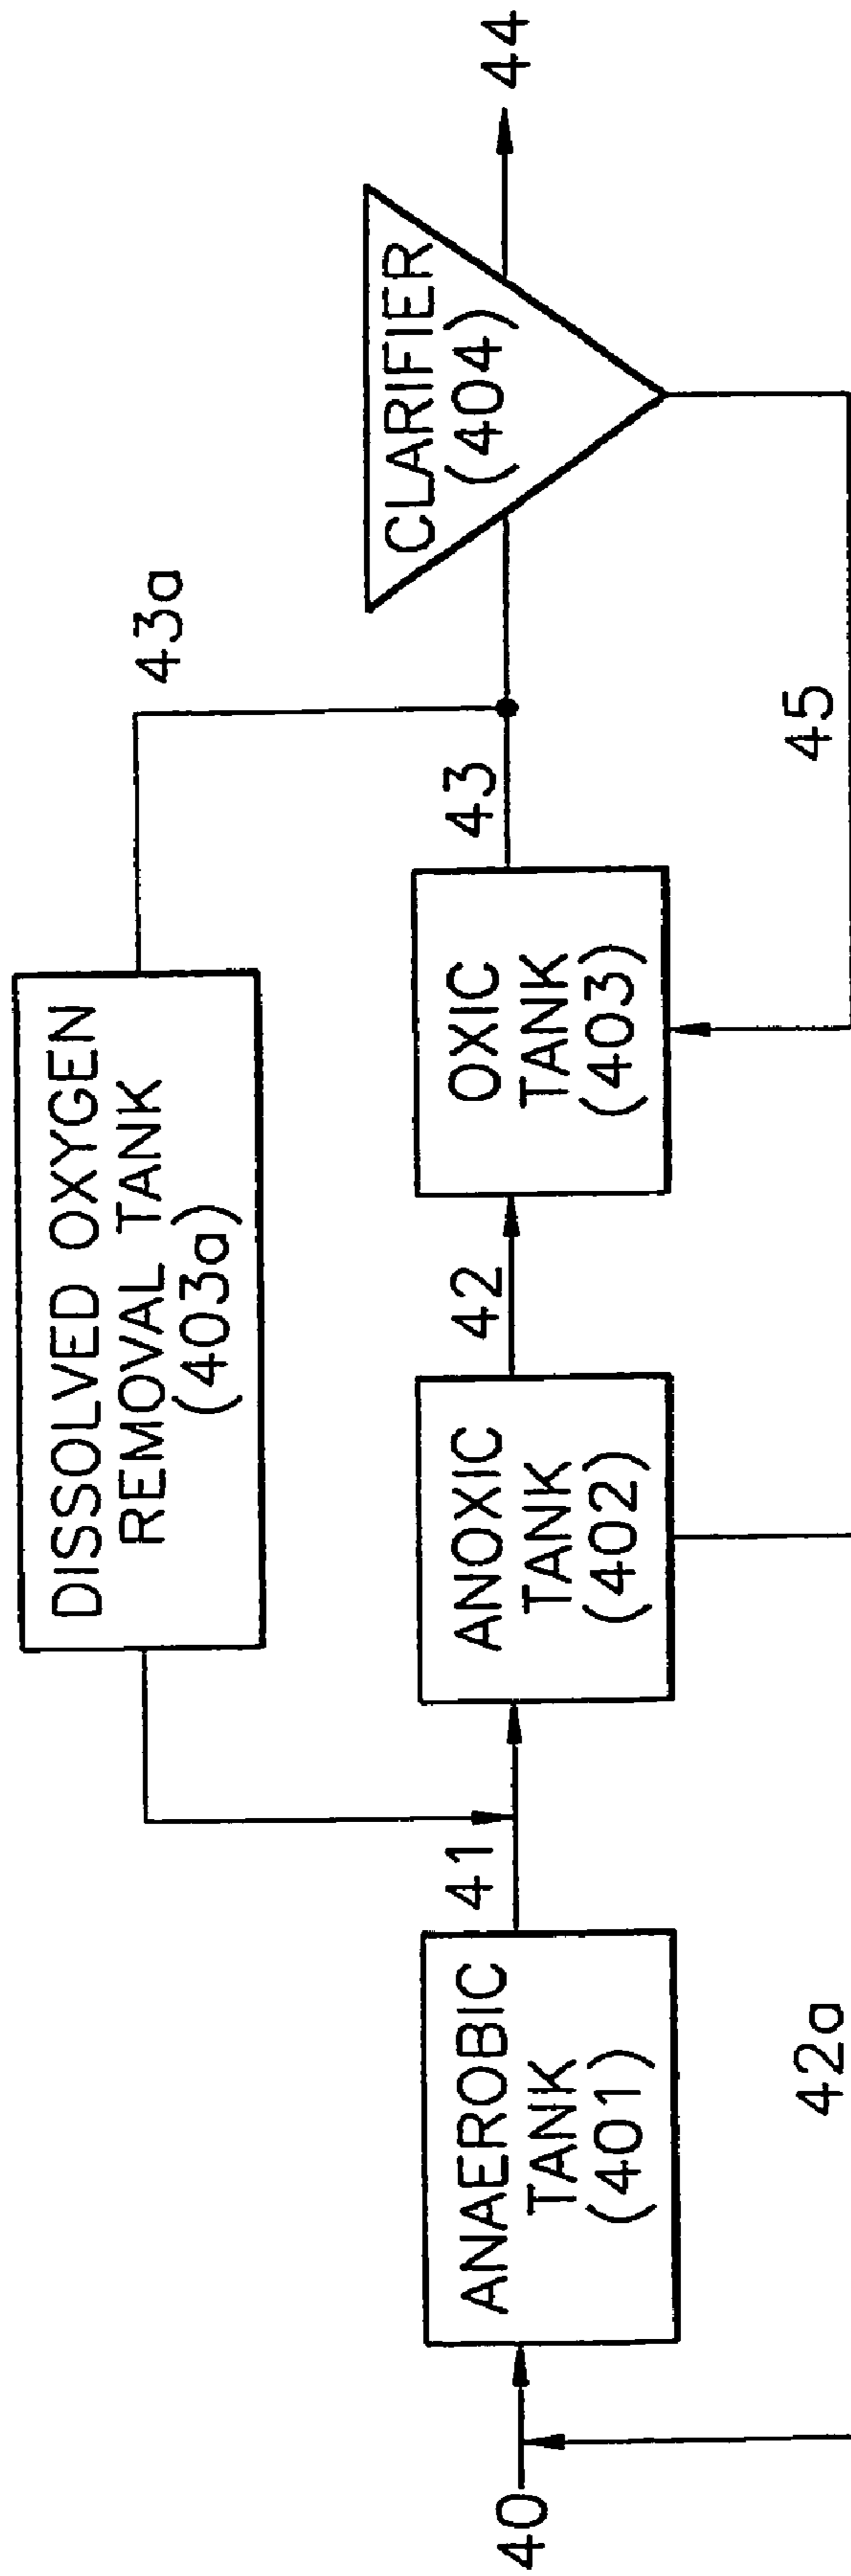 DISSOLVED OXYGEN
REMOVAL TANK
(403a)
43a
40
ANAEROBIC
TANK
(401)
41
ANOXIC
TANK
(402)
42
OXIC
TANK
(403)
43
CLARIFIER
(404)
44
42a
45